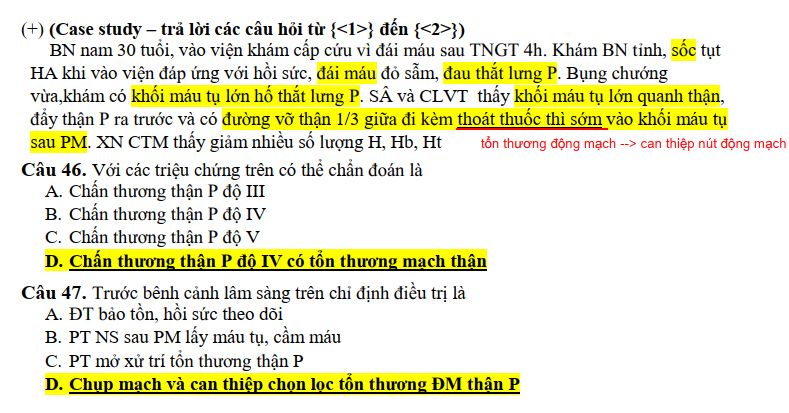 (+) (Case study – trả lời các câu hỏi từ {<1>} đến {<2>})
BN nam 30 tuổi, vào viện khám cấp cứu vì đái máu sau TNGT 4h. Khám BN tỉnh, sốc tụt
HA khi vào viện đáp ứng với hồi sức, đái máu đỏ sẫm, đau thắt lưng P. Bụng chướng
vừa,khám có khối máu tụ lớn hố thắt lưng P. SÂ và CLVT thấy khối máu tụ lớn quanh thận,
đẩy thận P ra trước và có đường vỡ thận 1/3 giữa đi kèm thoát thuốc thì sớm vào khối máu tụ
sau PM. XN CTM thấy giảm nhiều số lượng H, Hb, Ht tổn thương động mạch --> can thiệp nút động mạch
Câu 46. Với các triệu chứng trên có thể chẩn đoán là
A. Chấn thương thận P độ III
B. Chấn thương thận P độ IV
C. Chấn thương thận P độ V
D. Chấn thương thận P độ IV có tổn thương mạch thận
Câu 47. Trước bênh cảnh lâm sàng trên chỉ định điều trị là
A. ĐT bảo tồn, hồi sức theo dõi
B. PT NS sau PM lấy máu tụ, cầm máu
C. PT mở xử trí tổn thương thận P
D. Chụp mạch và can thiệp chọn lọc tổn thương ĐM thận P